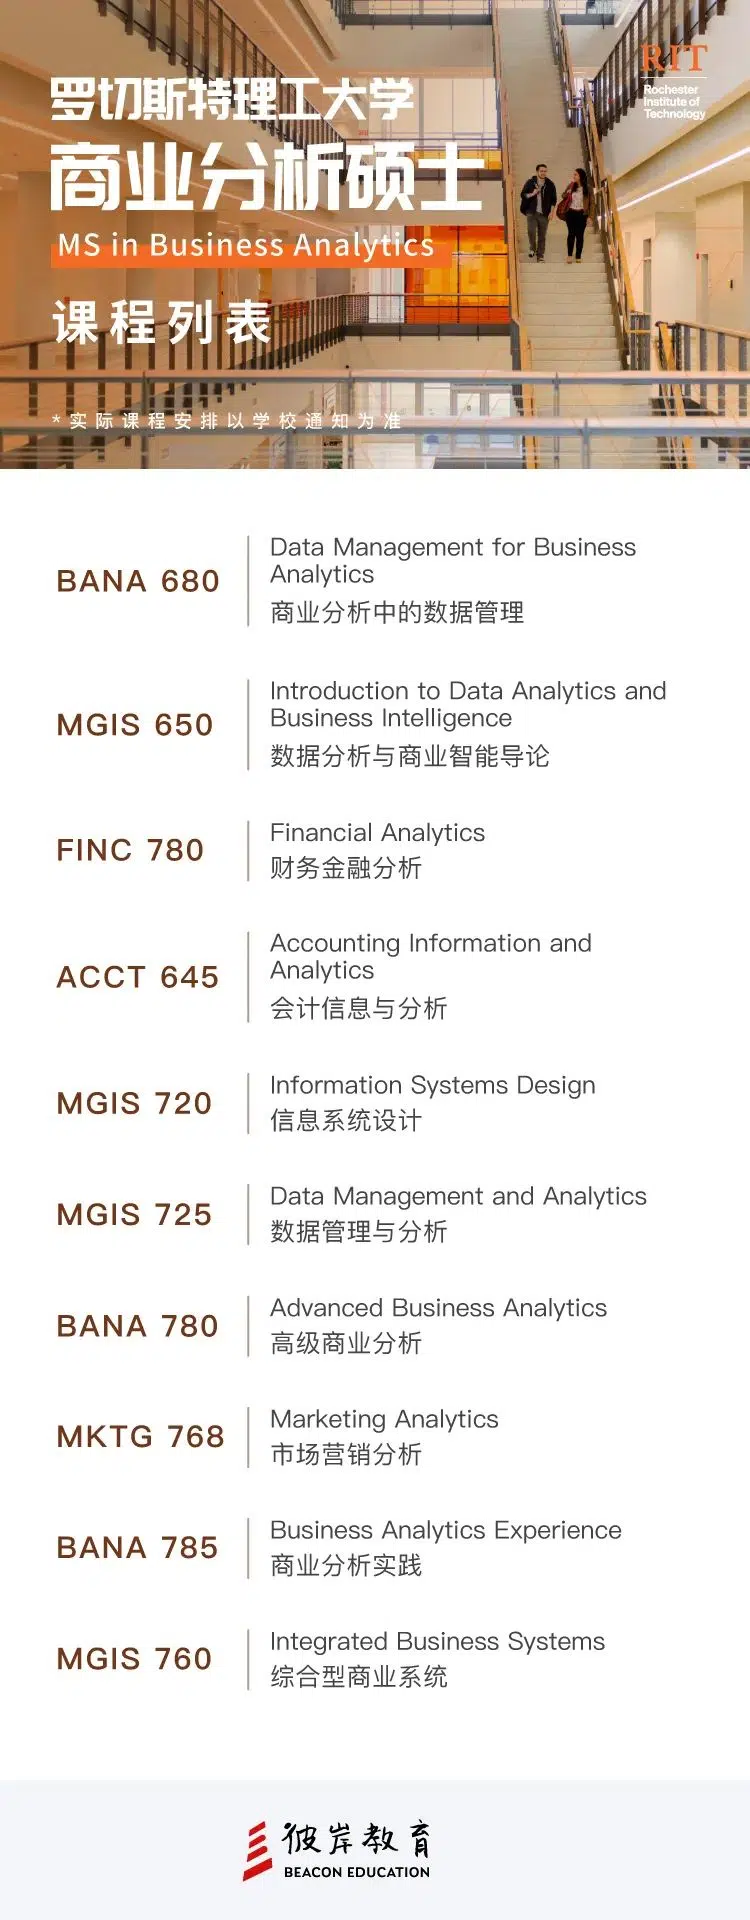 RIT
Rochester
Institute of
Technology
罗切斯特理工大学
商业分析硕士
MS in Business Analytics
课程列表
*实际课程安排以学校通知为准
BANA 680
Data Management for Business
Analytics
商业分析中的数据管理
MGIS 650
Introduction to Data Analytics and
Business Intelligence
数据分析与商业智能导论
FINC 780
Financial Analytics
财务金融分析
ACCT 645
Accounting Information and
Analytics
会计信息与分析
MGIS 720
Information Systems Design
信息系统设计
MGIS 725
Data Management and Analytics
数据管理与分析
BANA 780
Advanced Business Analytics
高级商业分析
MKTG 768
Marketing Analytics
市场营销分析
BANA 785
Business Analytics Experience
商业分析实践
MGIS 760
Integrated Business Systems
综合型商业系统
彼岸教育
BEACON EDUCATION